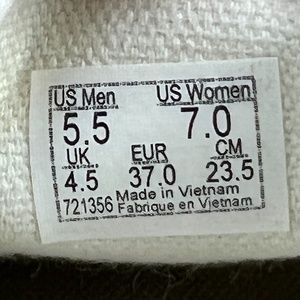 US Men US Women
5.5 7.0
UK EUR CM
4.5 37.0 23.5
721356 Made in Vietnam
Fabrique en Vietnam